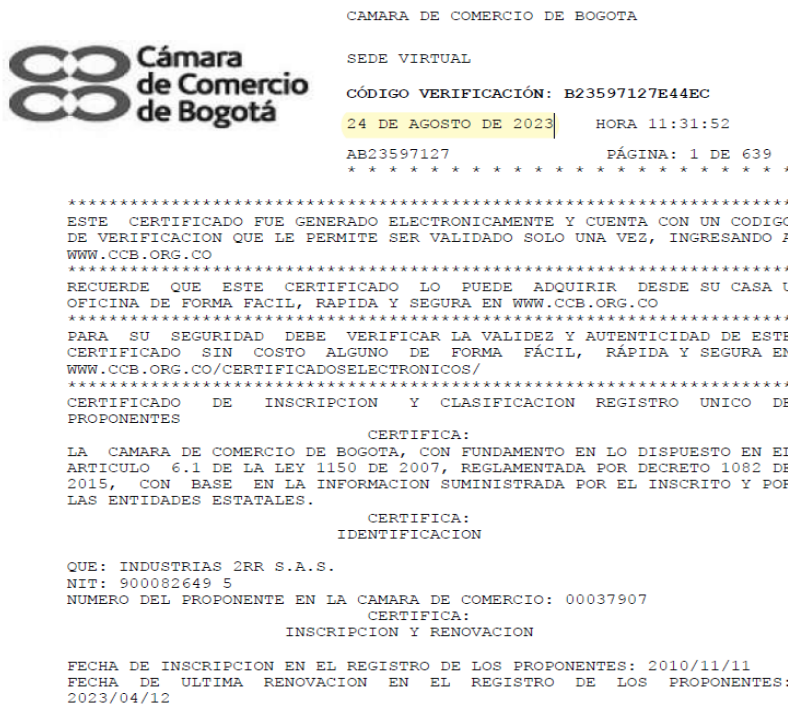 CAMARA DE COMERCIO DE BOGOTA
Cámara
de Comercio
de Bogotá
SEDE VIRTUAL
CÓDIGO VERIFICACIÓN: B23597127E44EC
24 DE AGOSTO DE 2023 HORA 11:31:52
AB23597127 PÁGINA: 1 DE 639
* * * * * * * * * * * * * * * * * * * * * *
**********************************************************************
ESTE CERTIFICADO FUE GENERADO ELECTRONICAMENTE Y CUENTA CON UN CODIGO
DE VERIFICACION QUE LE PERMITE SER VALIDADO SOLO UNA VEZ, INGRESANDO A
WWW.CCB.ORG.CO
**********************************************************************
RECUERDE QUE ESTE CERTIFICADO LO PUEDE ADQUIRIR DESDE SU CASA U
OFICINA DE FORMA FACIL, RAPIDA Y SEGURA EN WWW.CCB.ORG.CO
**********************************************************************
PARA SU SEGURIDAD DEBE VERIFICAR LA VALIDEZ Y AUTENTICIDAD DE ESTE
CERTIFICADO SIN COSTO ALGUNO DE FORMA FÁCIL, RÁPIDA Y SEGURA EN
WWW.CCB.ORG.CO/CERTIFICADOSELECTRONICOS/
**********************************************************************
CERTIFICADO DE INSCRIPCION Y CLASIFICACION REGISTRO UNICO DE
PROPONENTES
CERTIFICA:
LA CAMARA DE COMERCIO DE BOGOTA, CON FUNDAMENTO EN LO DISPUESTO EN EL
ARTICULO 6.1 DE LA LEY 1150 DE 2007, REGLAMENTADA POR DECRETO 1082 DE
2015, CON BASE EN LA INFORMACION SUMINISTRADA POR EL INSCRITO Y POR
LAS ENTIDADES ESTATALES.
CERTIFICA:
IDENTIFICACION
QUE: INDUSTRIAS 2RR S.A.S.
NIT: 900082649 5
NUMERO DEL PROPONENTE EN LA CAMARA DE COMERCIO: 00037907
CERTIFICA:
INSCRIPCION Y RENOVACION
FECHA DE INSCRIPCION EN EL REGISTRO DE LOS PROPONENTES: 2010/11/11
FECHA DE ULTIMA RENOVACION EN EL REGISTRO DE LOS PROPONENTES:
2023/04/12